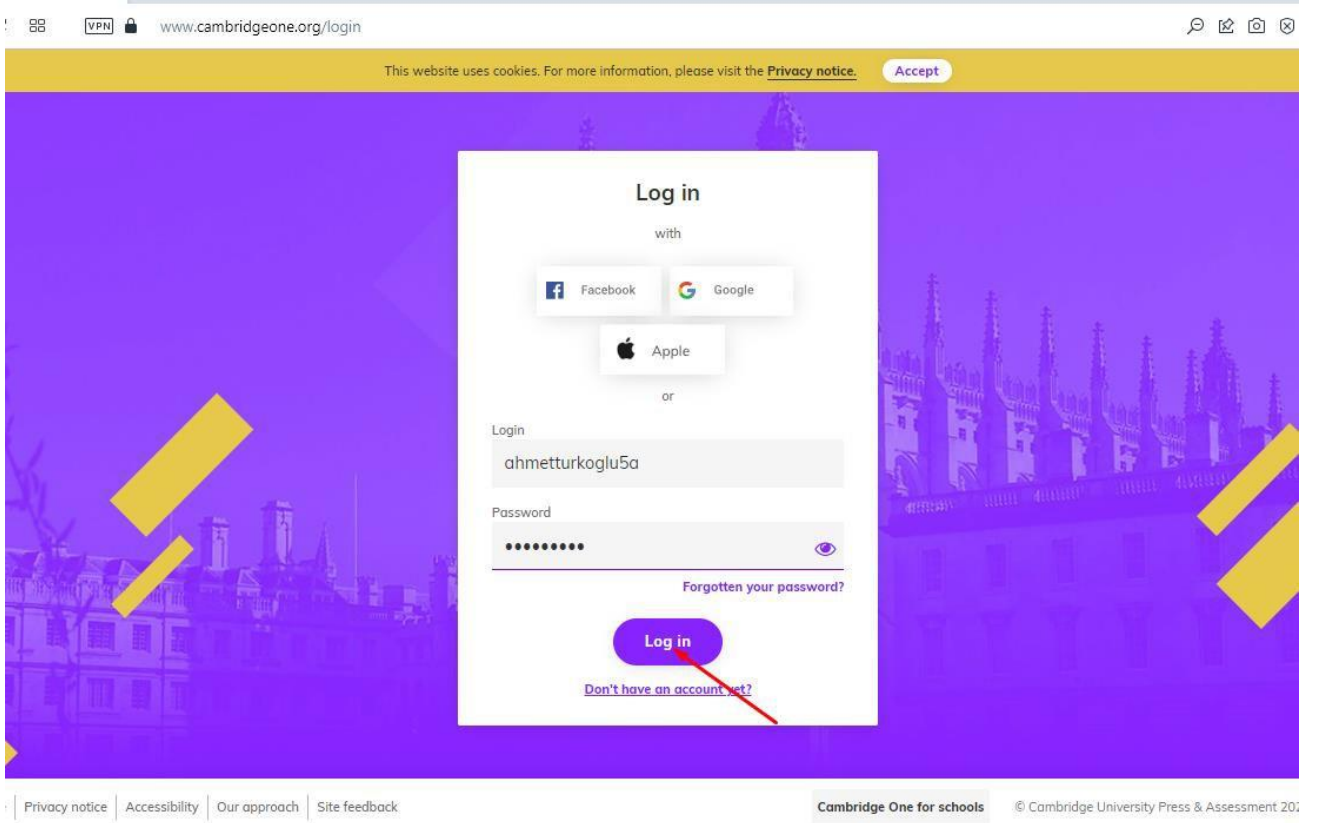 VPN www.cambridgeone.org/login
This website uses cookies. For more information, please visit the Privacy notice. Accept
Log in
with
Facebook Google
Apple
or
Login
ahmetturkoglu5a
Password
•••••••••
Forgotten your password?
Log in
Don't have an account yet?
Privacy notice Accessibility Our approach Site feedback Cambridge One for schools © Cambridge University Press & Assessment